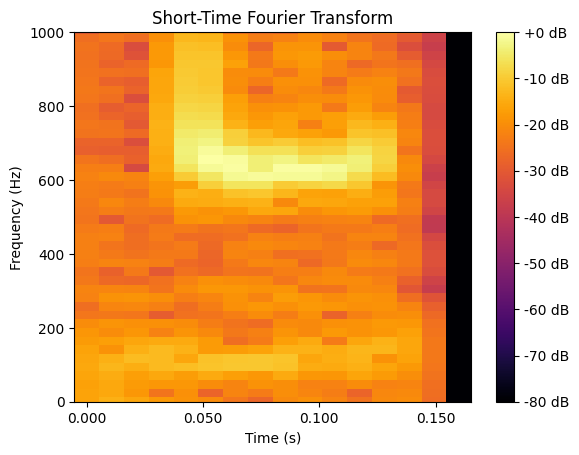 Short-Time Fourier Transform
1000
800
600
400
200
0
Frequency (Hz)
0.000
0.050
0.100
0.150
Time (s)
+0 dB
-10 dB
-20 dB
-30 dB
-40 dB
-50 dB
-60 dB
-70 dB
-80 dB